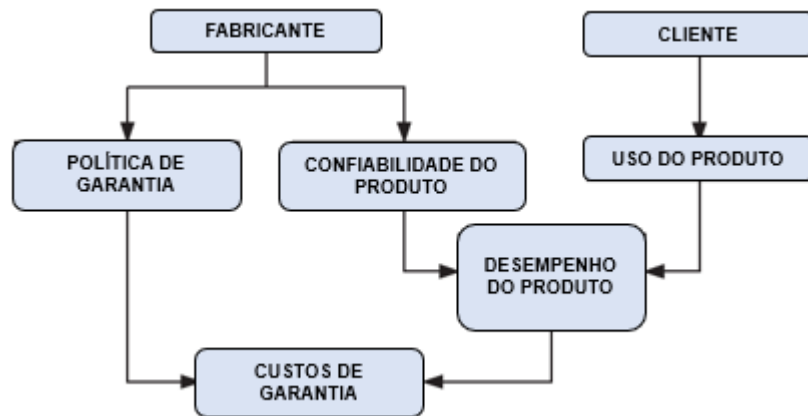 FABRICANTE
CLIENTE
POLÍTICA DE
GARANTIA
CONFIABILIDADE DO
PRODUTO
USO DO PRODUTO
DESEMPENHO
DO PRODUTO
CUSTOS DE
GARANTIA